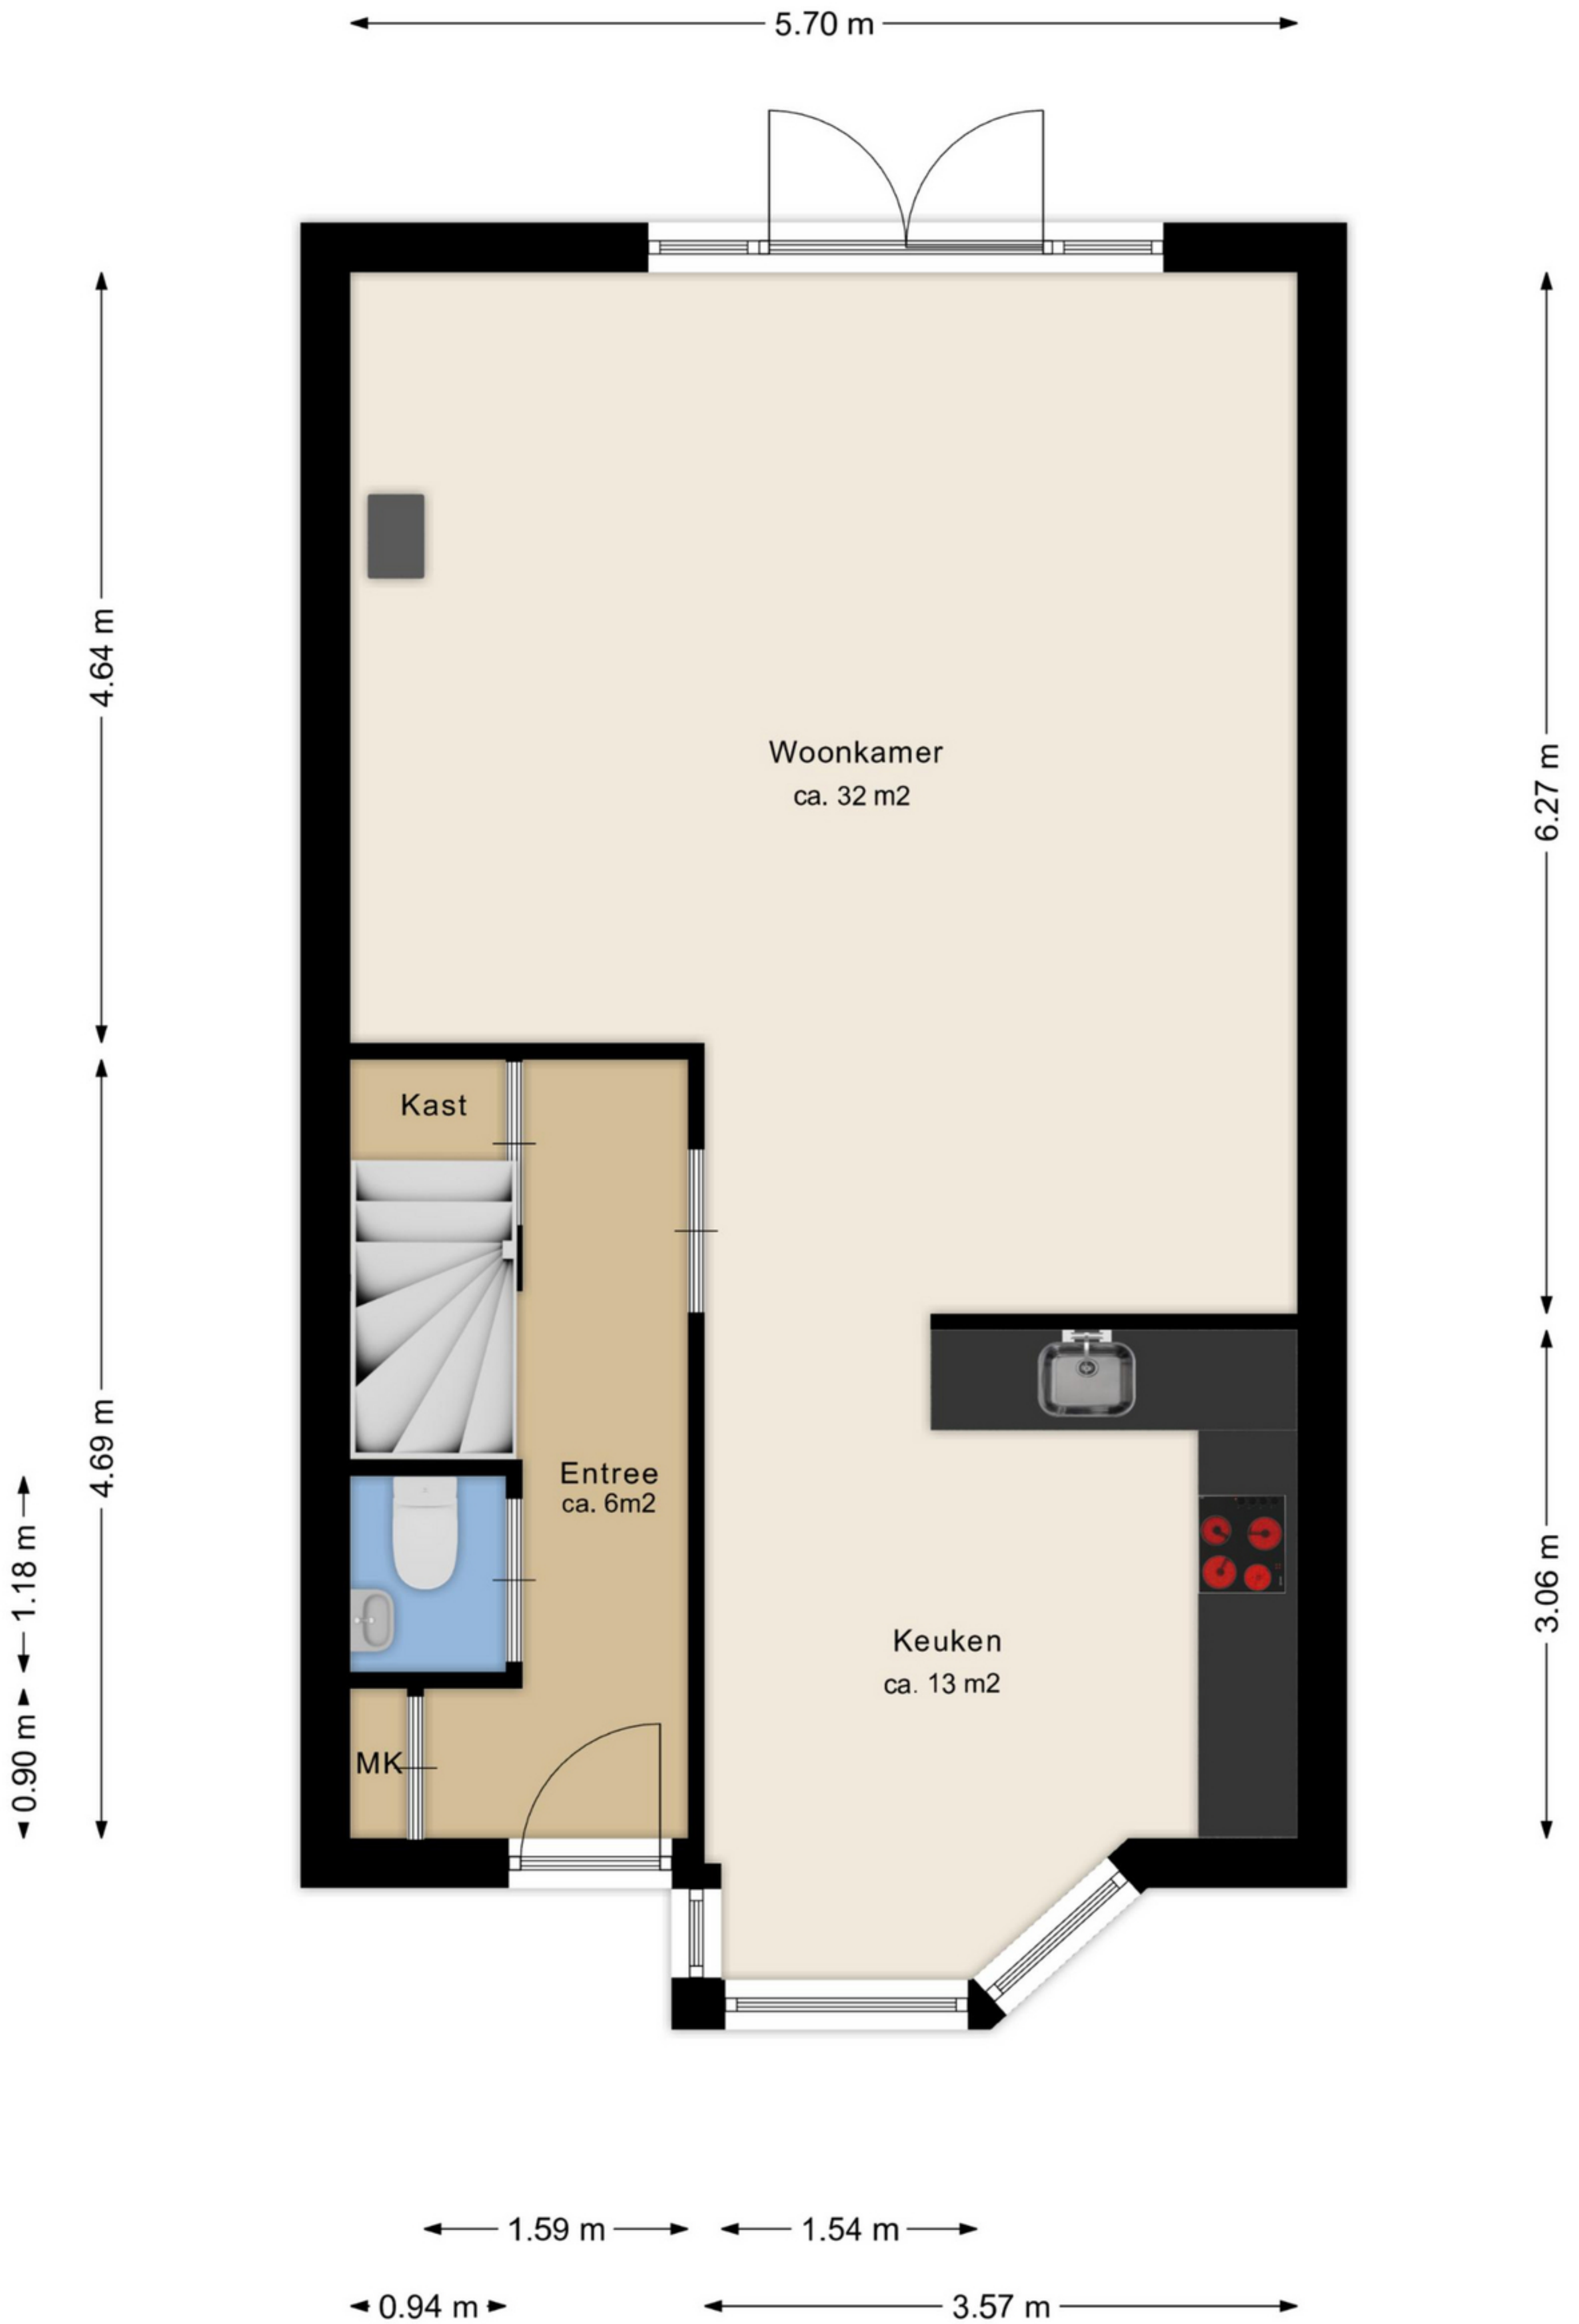 5.70 m
4.64 m
6.27 m
Woonkamer
ca. 32 m2
Kast
4.69 m
Entree
ca. 6m2
1.18 m
3.06 m
Keuken
ca. 13 m2
0.90 m
MK
1.59 m
1.54 m
0.94 m
3.57 m